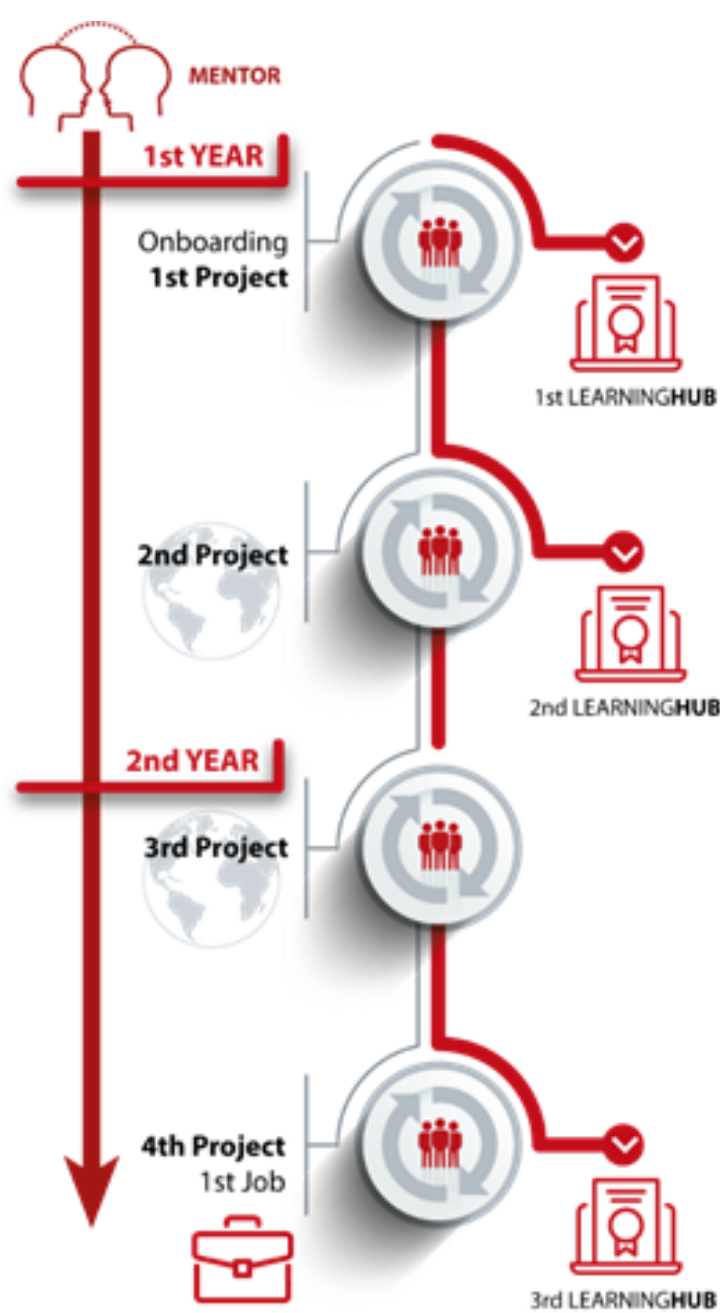 MENTOR
1st YEAR
Onboarding
1st Project
1st LEARNINGHUB
2nd Project
2nd LEARNINGHUB
2nd YEAR
3rd Project
4th Project
1st Job
3rd LEARNINGHUB